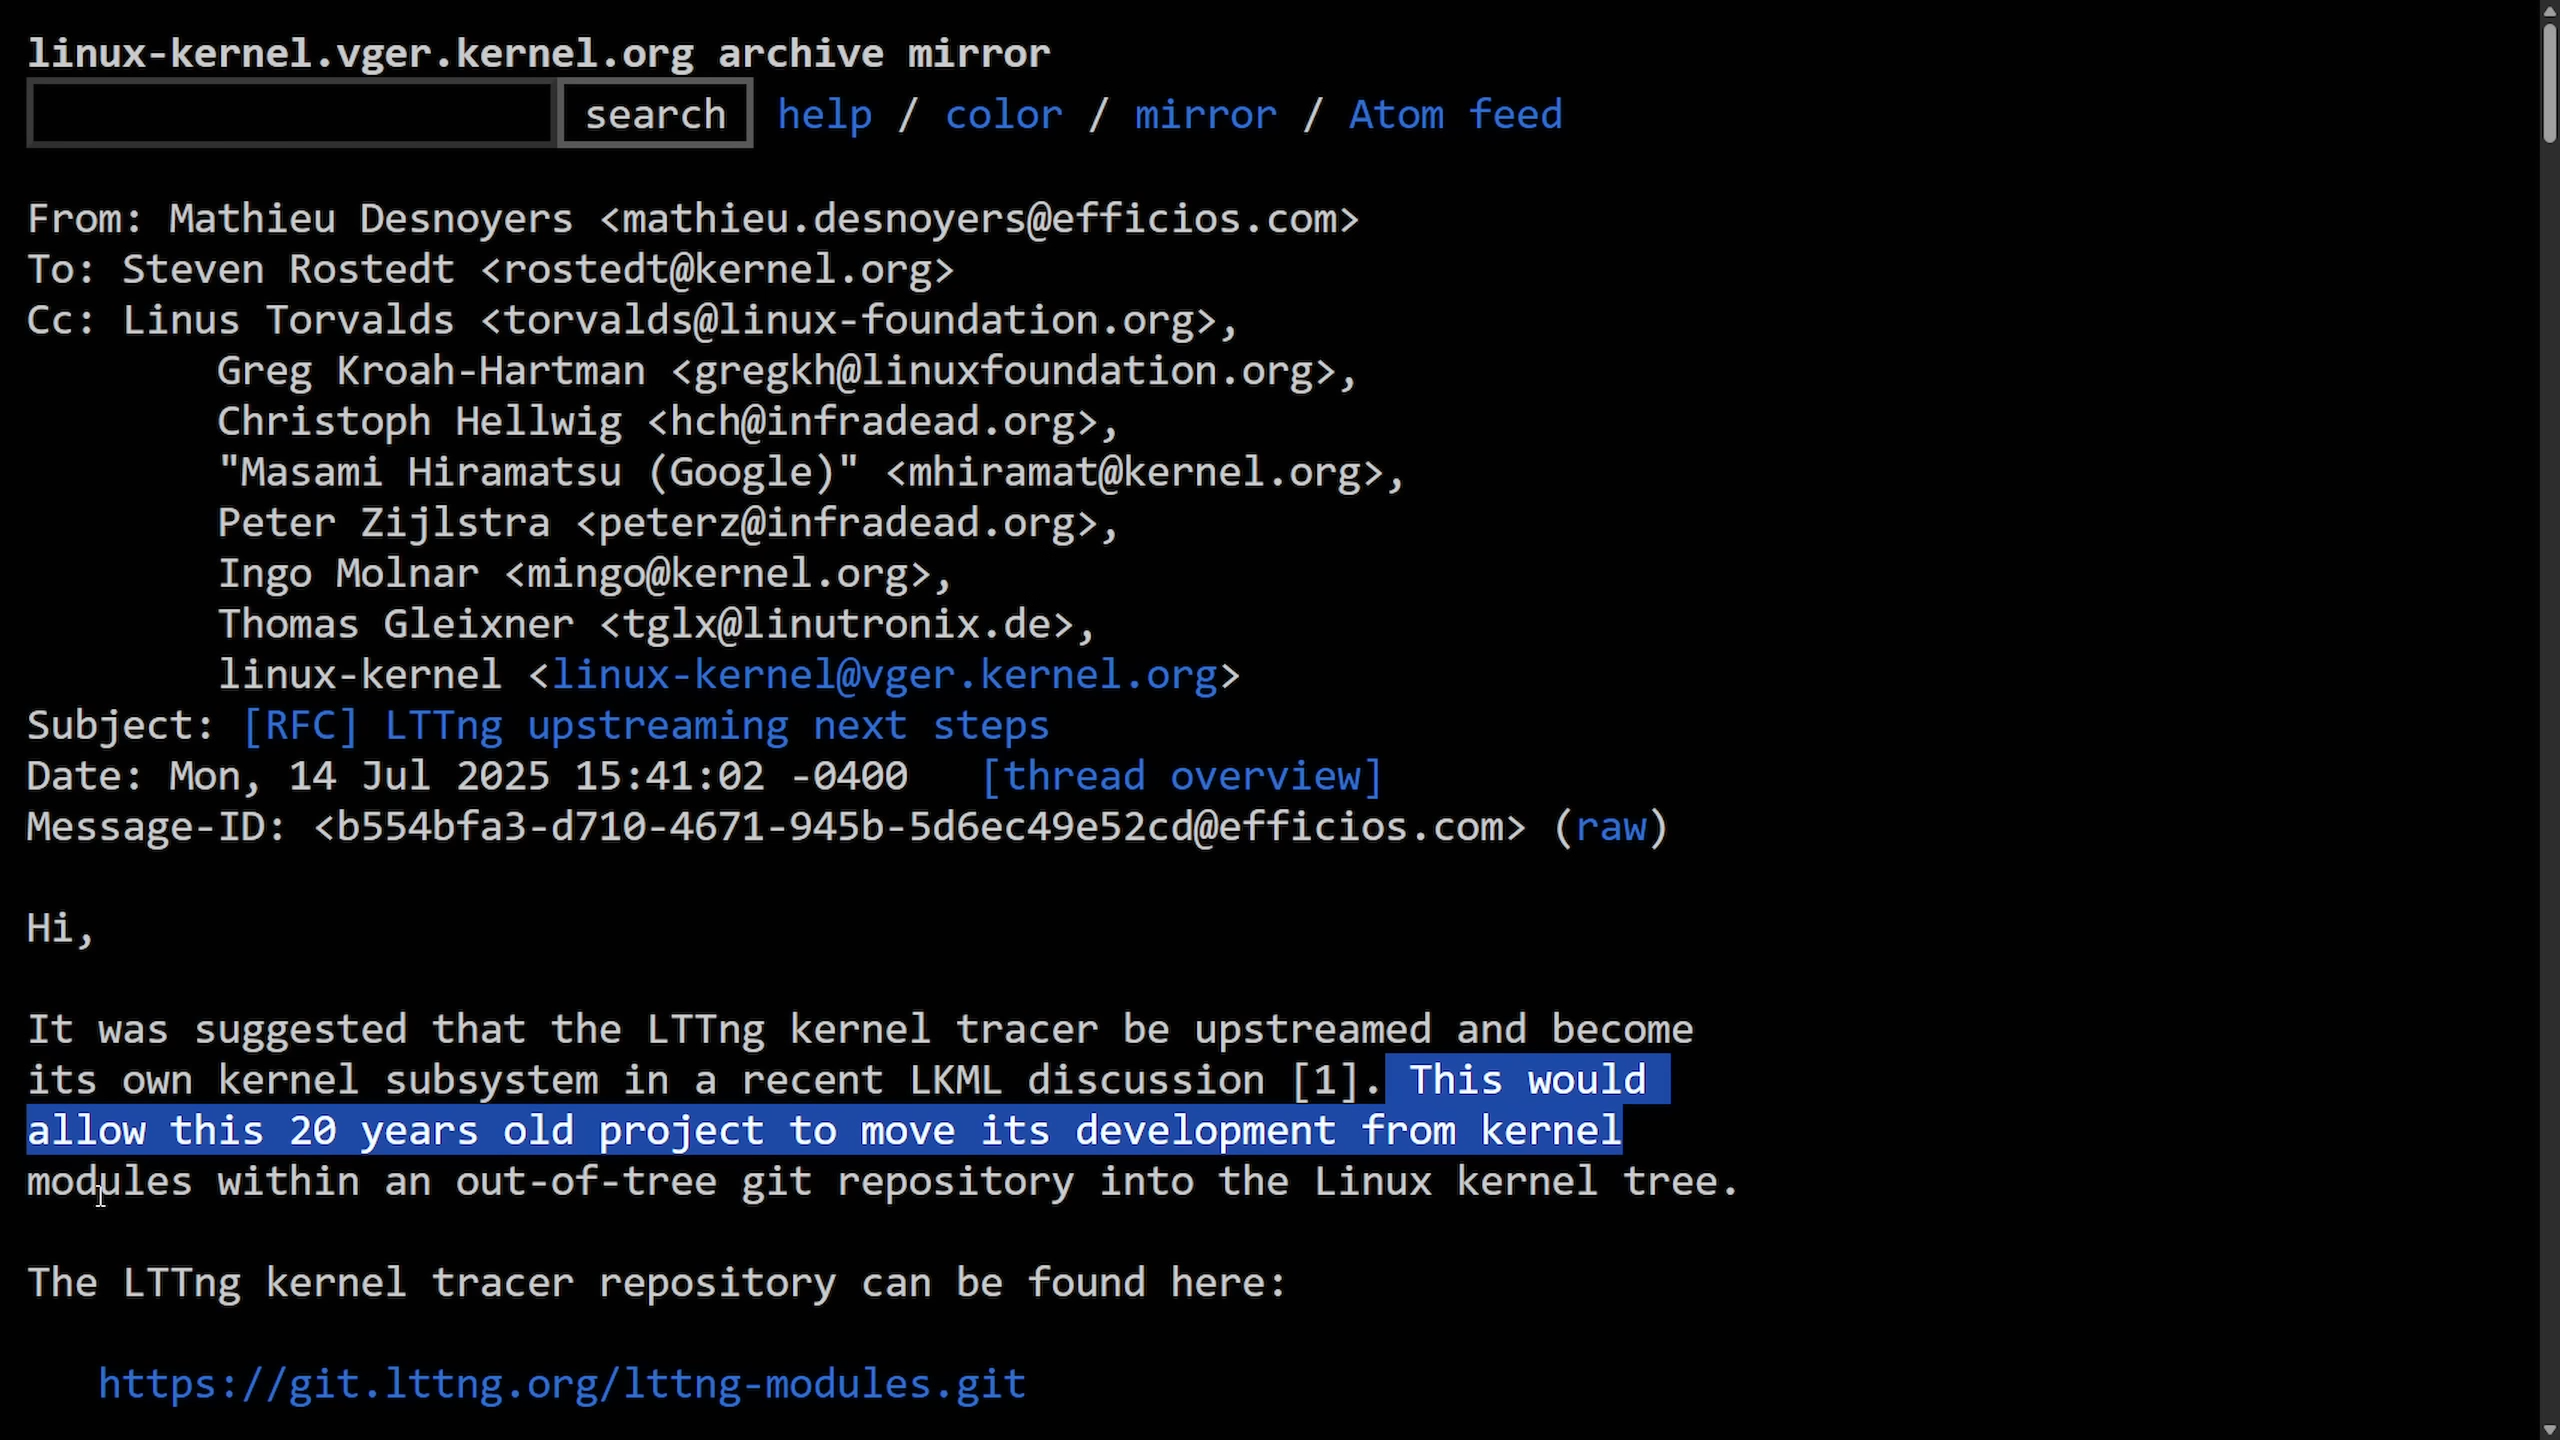 linux-kernel.vger.kernel.org archive mirror
search help / color / mirror / Atom feed
From: Mathieu Desnoyers <mathieu.desnoyers@efficios.com>
To: Steven Rostedt <rostedt@kernel.org>
Cc: Linus Torvalds <torvalds@linux-foundation.org>,
Greg Kroah-Hartman <gregkh@linuxfoundation.org>,
Christoph Hellwig <hch@infradead.org>,
"Masami Hiramatsu (Google)" <mhiramat@kernel.org>,
Peter Zijlstra <peterz@infradead.org>,
Ingo Molnar <mingo@kernel.org>,
Thomas Gleixner <tglx@linutronix.de>,
linux-kernel <linux-kernel@vger.kernel.org>
Subject: [RFC] LTTng upstreaming next steps
Date: Mon, 14 Jul 2025 15:41:02 -0400 [thread overview]
Message-ID: <b554bfa3-d710-4671-945b-5d6ec49e52cd@efficios.com> (raw)
Hi,
It was suggested that the LTTng kernel tracer be upstreamed and become
its own kernel subsystem in a recent LKML discussion [1]. This would
allow this 20 years old project to move its development from kernel
modules within an out-of-tree git repository into the Linux kernel tree.
The LTTng kernel tracer repository can be found here:
https://git.lttng.org/lttng-modules.git